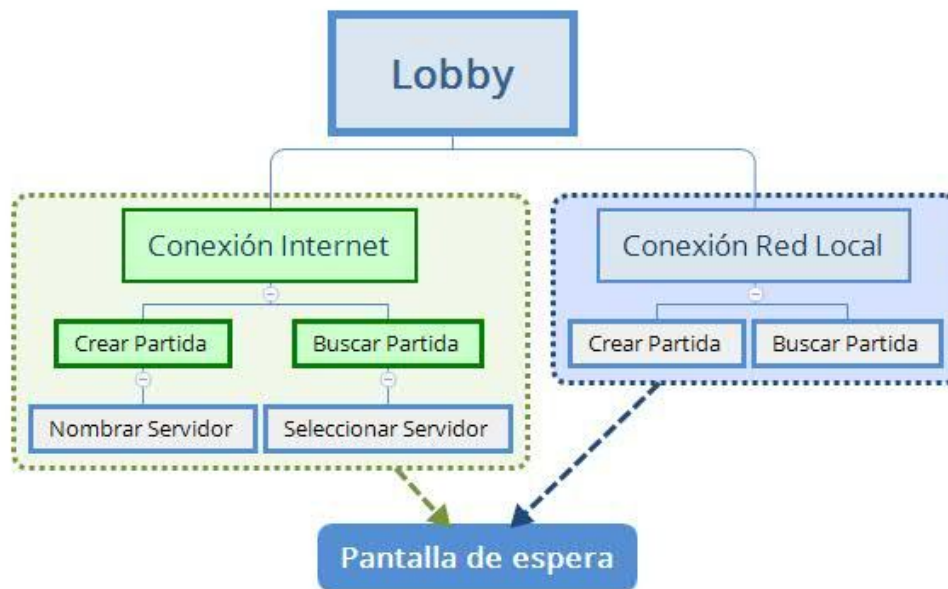 Lobby
Conexión Internet
Conexión Red Local
Crear Partida
Buscar Partida
Crear Partida
Buscar Partida
Nombrar Servidor
Seleccionar Servidor
Pantalla de espera